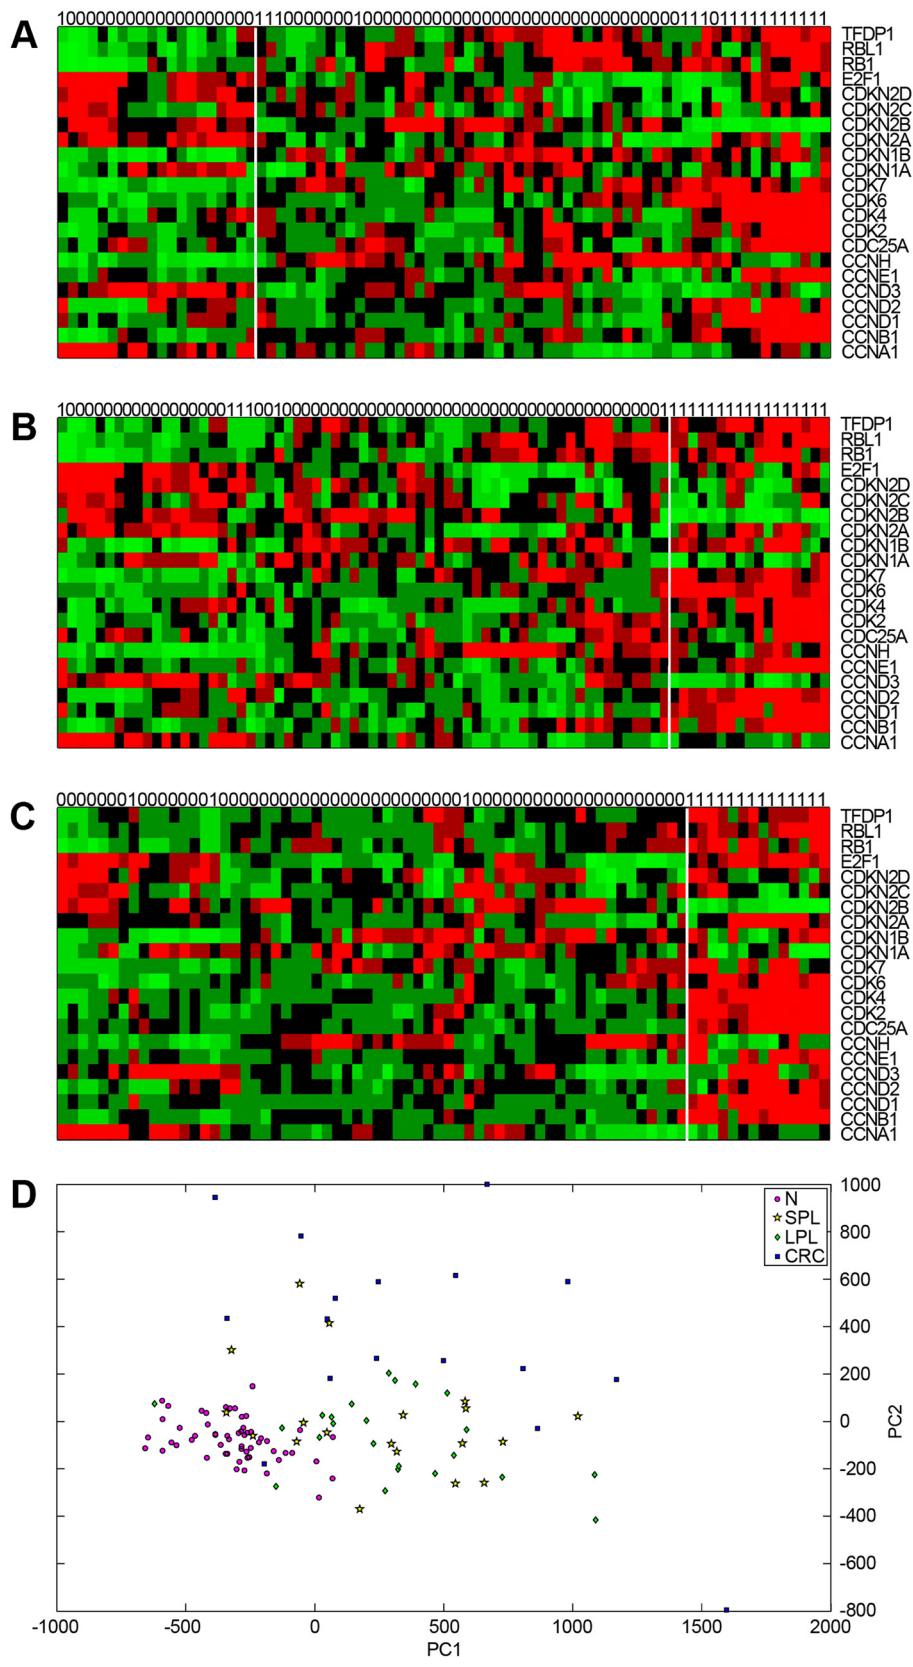 A
TFDP1
RBL1
RB1
E2F1
CDKN2D
CDKN2C
CDKN2B
CDKN2A
CDKN1B
CDKN1A
CDK7
CDK6
CDK4
CDK2
CDC25A
CCNH
CCNE1
CCND3
CCND2
CCND1
CCNB1
CCNA1
B
TFDP1
RBL1
RB1
E2F1
CDKN2D
CDKN2C
CDKN2B
CDKN2A
CDKN1B
CDKN1A
CDK7
CDK6
CDK4
CDK2
CDC25A
CCNH
CCNE1
CCND3
CCND2
CCND1
CCNB1
CCNA1
C
TFDP1
RBL1
RB1
E2F1
CDKN2D
CDKN2C
CDKN2B
CDKN2A
CDKN1B
CDKN1A
CDK7
CDK6
CDK4
CDK2
CDC25A
CCNH
CCNE1
CCND3
CCND2
CCND1
CCNB1
CCNA1
D
N
SPL
LPL
CRC
1000
800
600
400
200
0
-200
-400
-600
-800
PC2
-1000 -500 0 500 1000 1500 2000
PC1